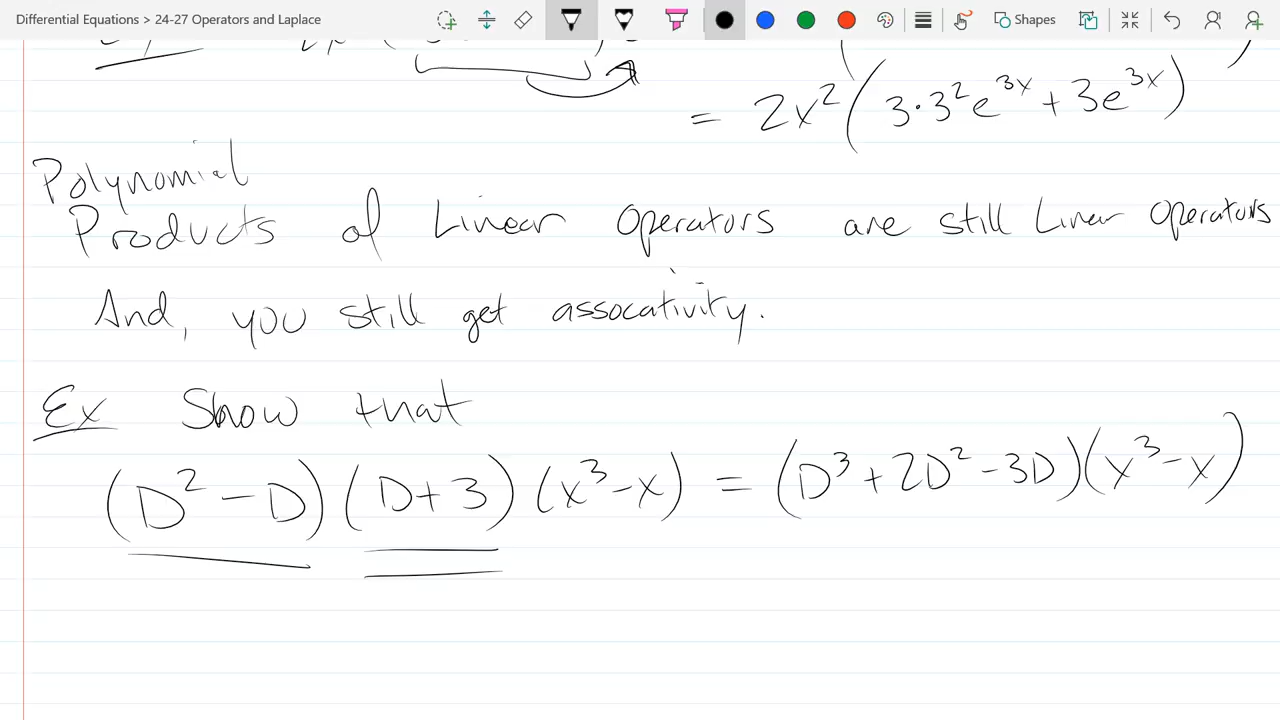 Differential Equations > 24-27 Operators and Laplace
Shapes
= 2x² (3·3²e³ˣ + 3e³ˣ)
Polynomial
Products of Linear Operators are still Linear Operators
And, you still get assocativity.
Ex Show that
(D² - D)(D+3)(x³-x) = (D³ + 2D² - 3D)(x³-x)